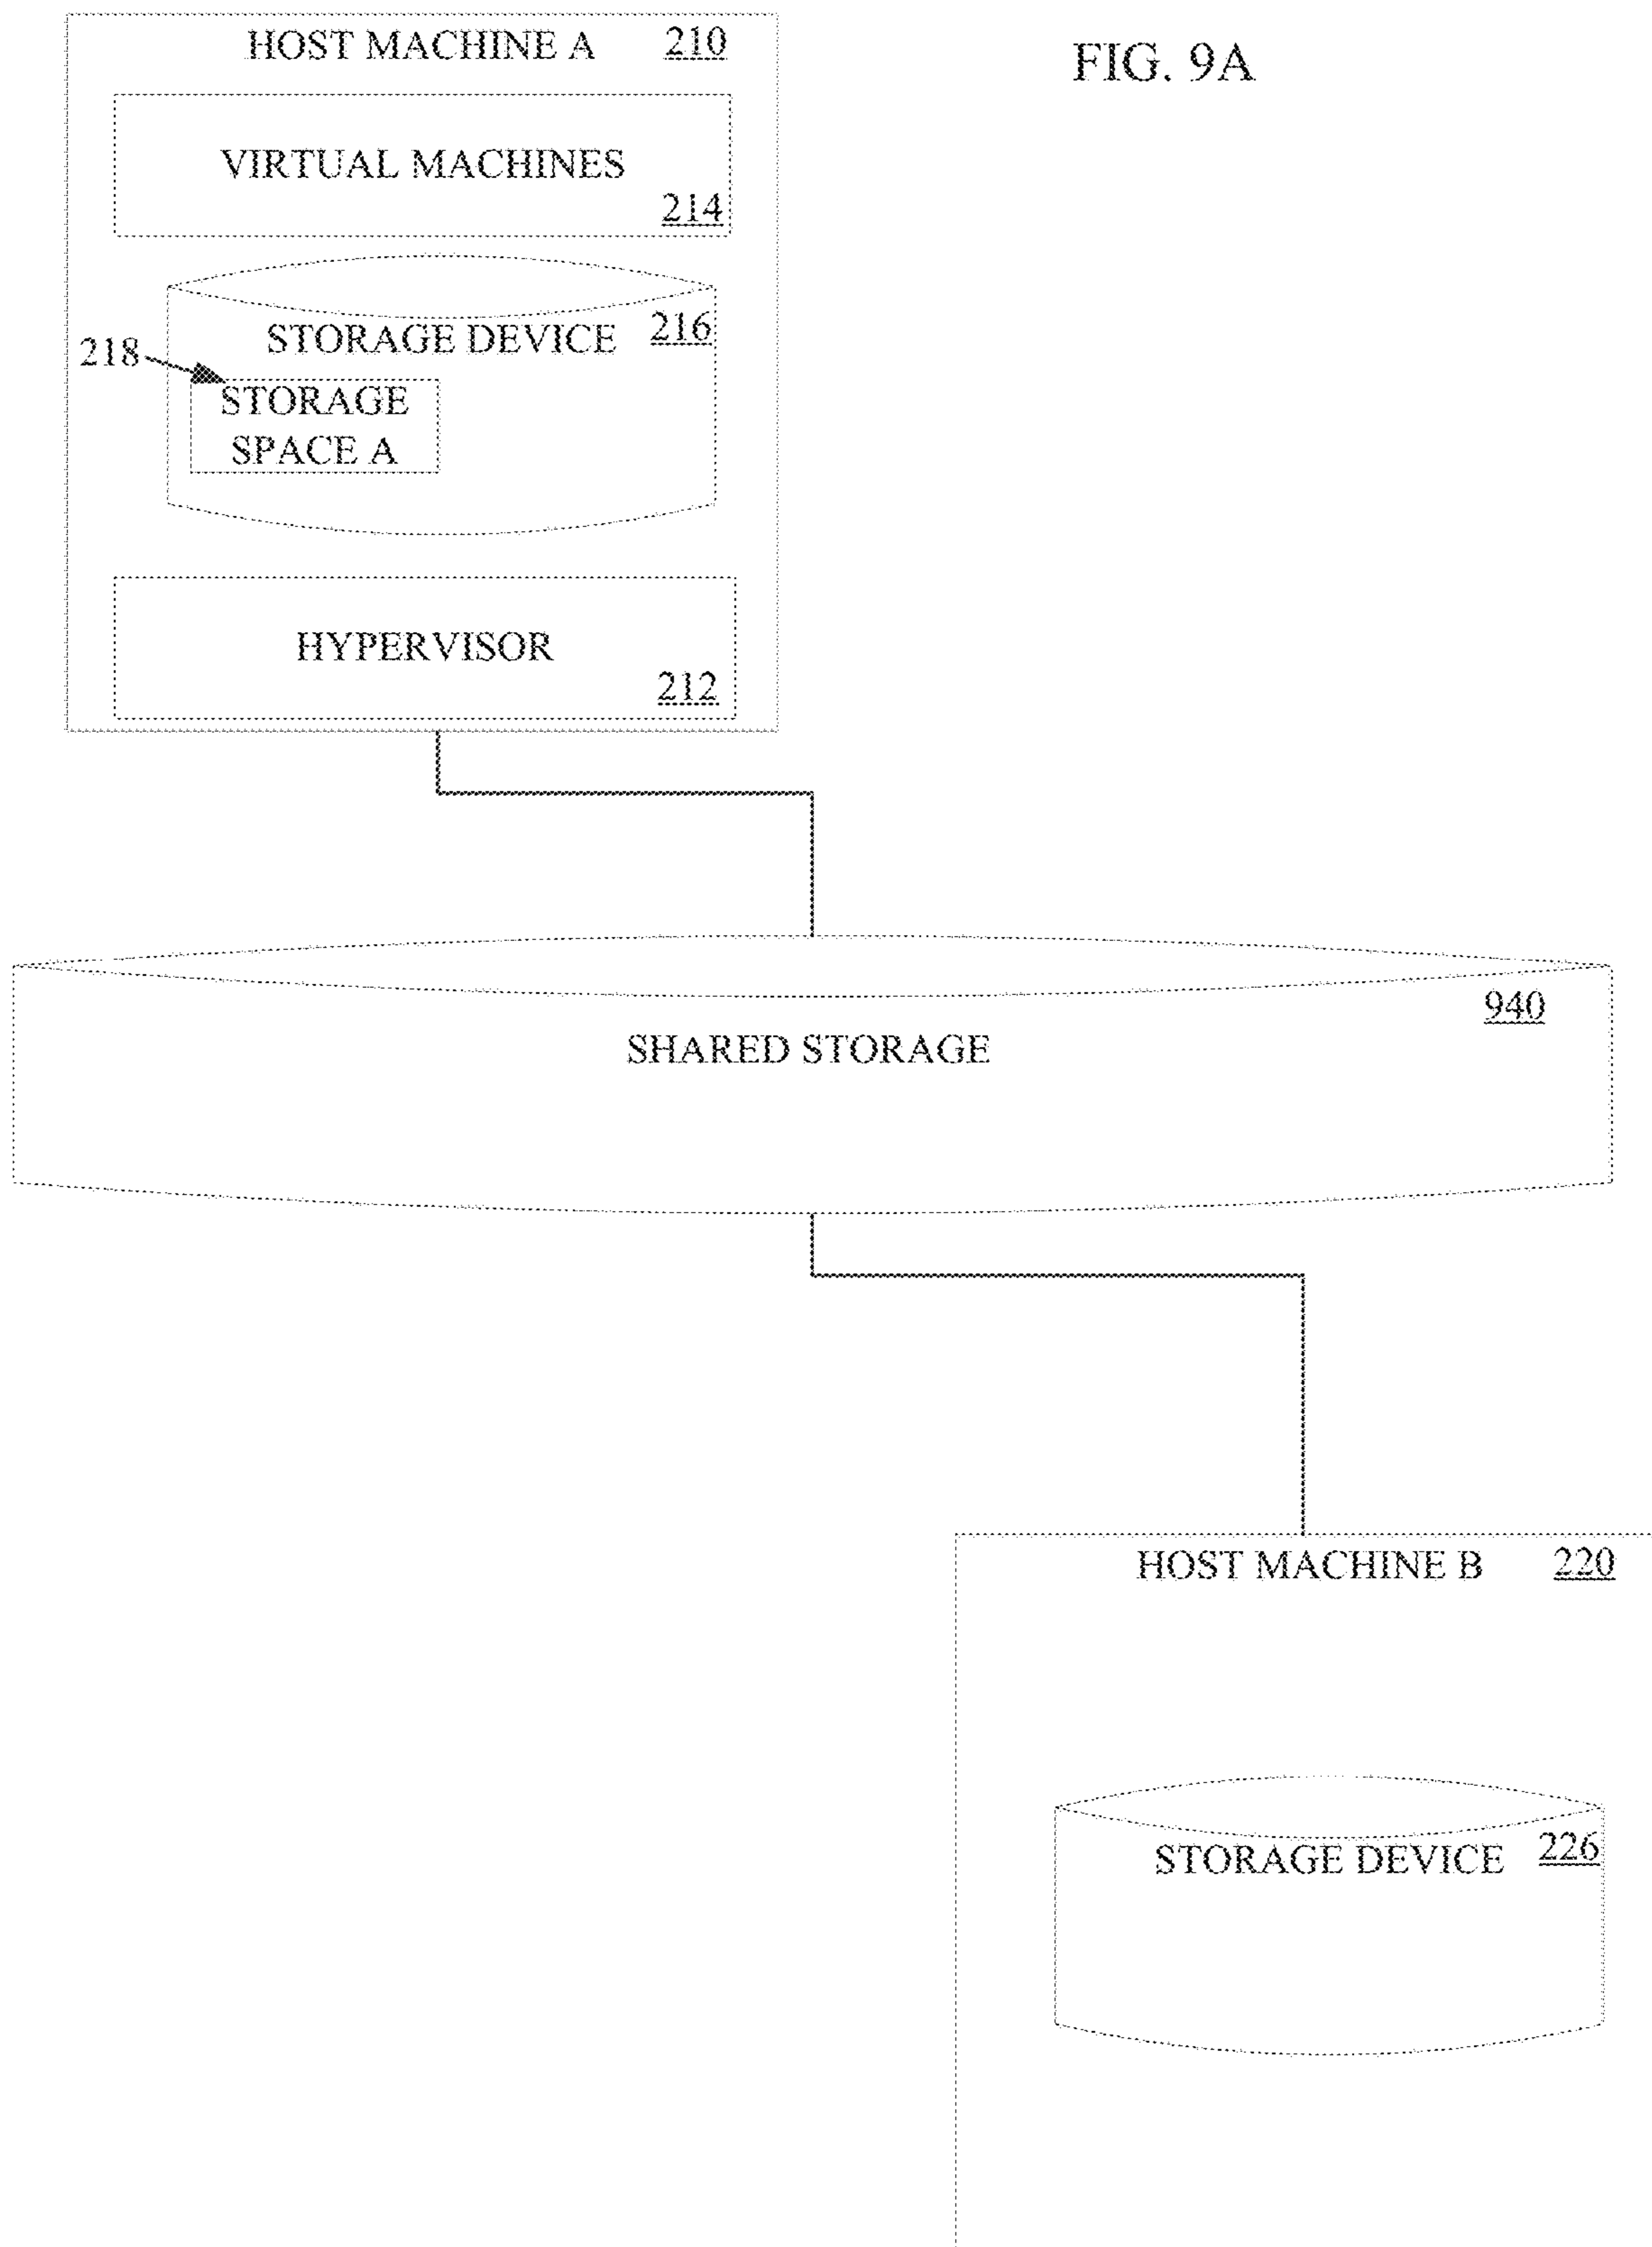 HOST MACHINE A 210
FIG. 9A
VIRTUAL MACHINES
214
STORAGE DEVICE 216
218
STORAGE
SPACE A
HYPERVISOR
212
940
SHARED STORAGE
HOST MACHINE B 220
STORAGE DEVICE 226